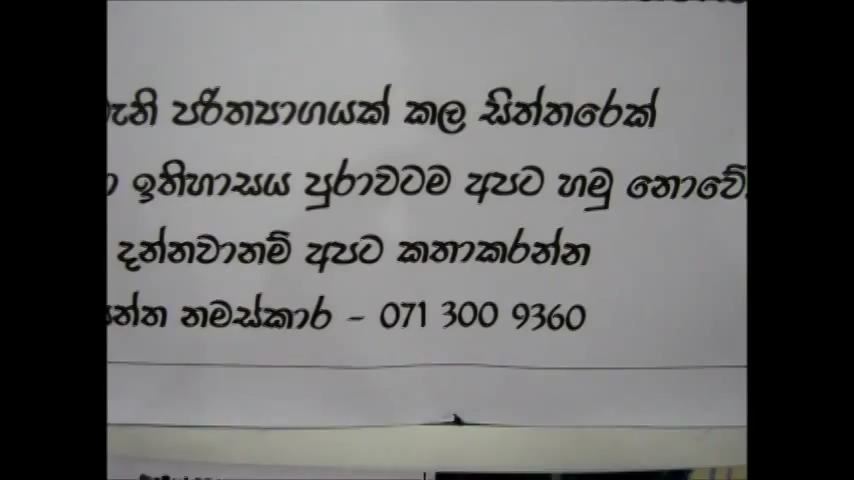 පරිත්‍යාගයක් කල සිත්තරෙක්
ඉතිහාසය පුරාවටම අපට හමු නොවේ.
දන්නවානම් අපට කතාකරන්න
නමස්කාර - 071 300 9360